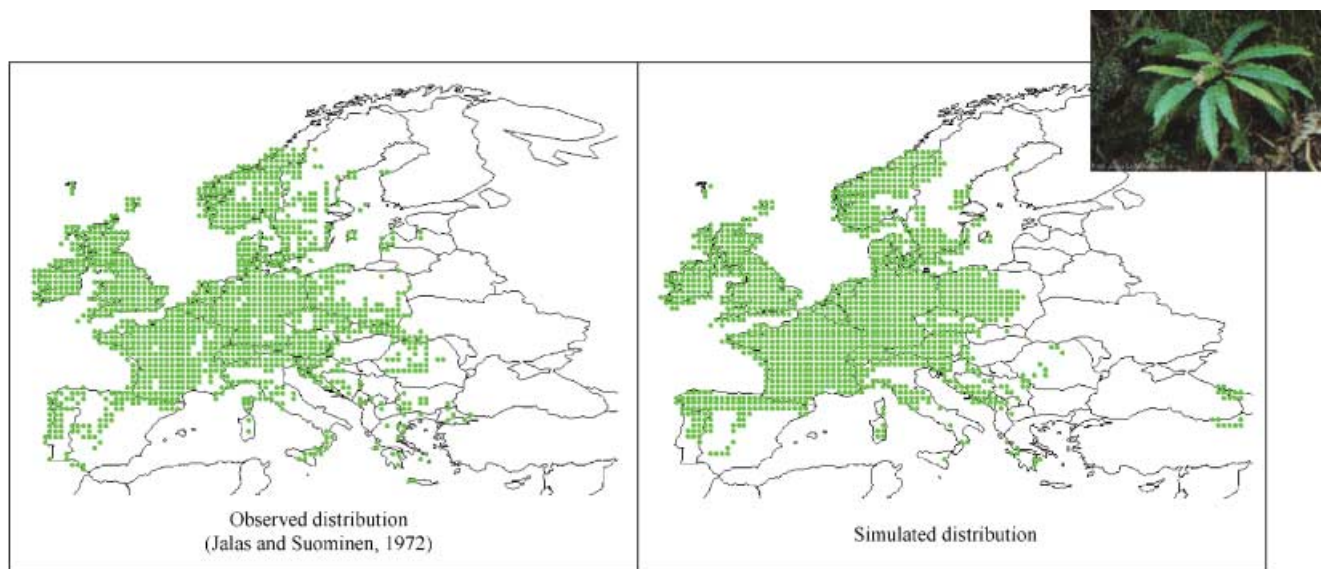 Observed distribution
(Jalas and Suominen, 1972)
Simulated distribution